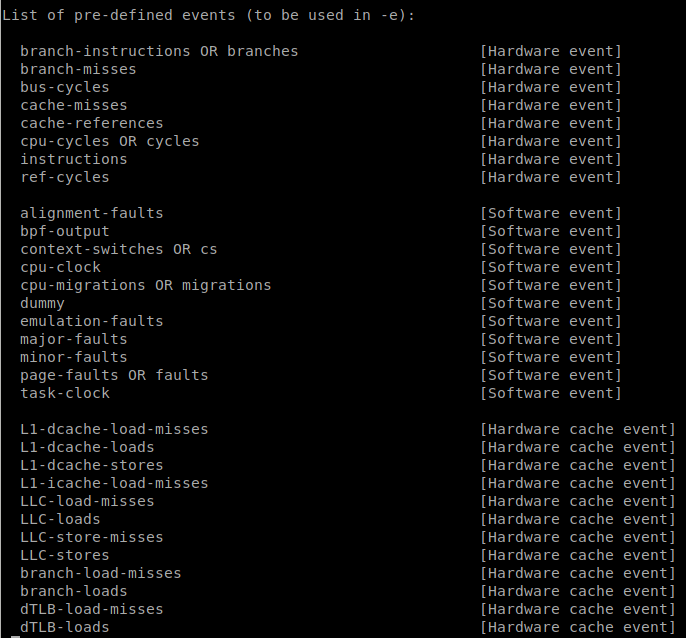 List of pre-defined events (to be used in -e):
branch-instructions OR branches [Hardware event]
branch-misses [Hardware event]
bus-cycles [Hardware event]
cache-misses [Hardware event]
cache-references [Hardware event]
cpu-cycles OR cycles [Hardware event]
instructions [Hardware event]
ref-cycles [Hardware event]
alignment-faults [Software event]
bpf-output [Software event]
context-switches OR cs [Software event]
cpu-clock [Software event]
cpu-migrations OR migrations [Software event]
dummy [Software event]
emulation-faults [Software event]
major-faults [Software event]
minor-faults [Software event]
page-faults OR faults [Software event]
task-clock [Software event]
L1-dcache-load-misses [Hardware cache event]
L1-dcache-loads [Hardware cache event]
L1-dcache-stores [Hardware cache event]
L1-icache-load-misses [Hardware cache event]
LLC-load-misses [Hardware cache event]
LLC-loads [Hardware cache event]
LLC-store-misses [Hardware cache event]
LLC-stores [Hardware cache event]
branch-load-misses [Hardware cache event]
branch-loads [Hardware cache event]
dTLB-load-misses [Hardware cache event]
dTLB-loads [Hardware cache event]